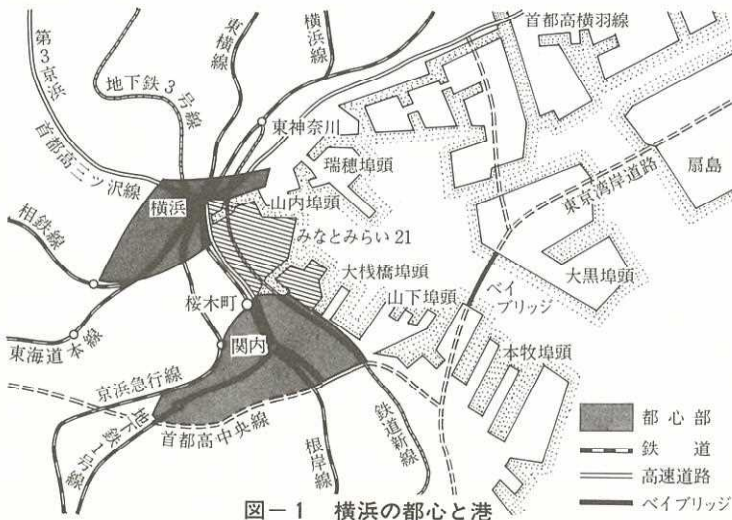 首都高横羽線
横浜線
東横線
第3京浜
地下鉄3号線
首都高三ツ沢線
東神奈川
瑞穂埠頭
扇島
東京湾岸道路
山内埠頭
横浜
相鉄線
みなとみらい21
大桟橋埠頭
大黒埠頭
山下埠頭
ベイ
ブリッジ
桜木町
関内
本牧埠頭
東海道本線
京浜急行線
地下鉄1号線
首都高中央線
根岸線
鉄道新線
都心部
鉄道
高速道路
ベイブリッジ
図―1 横浜の都心と港